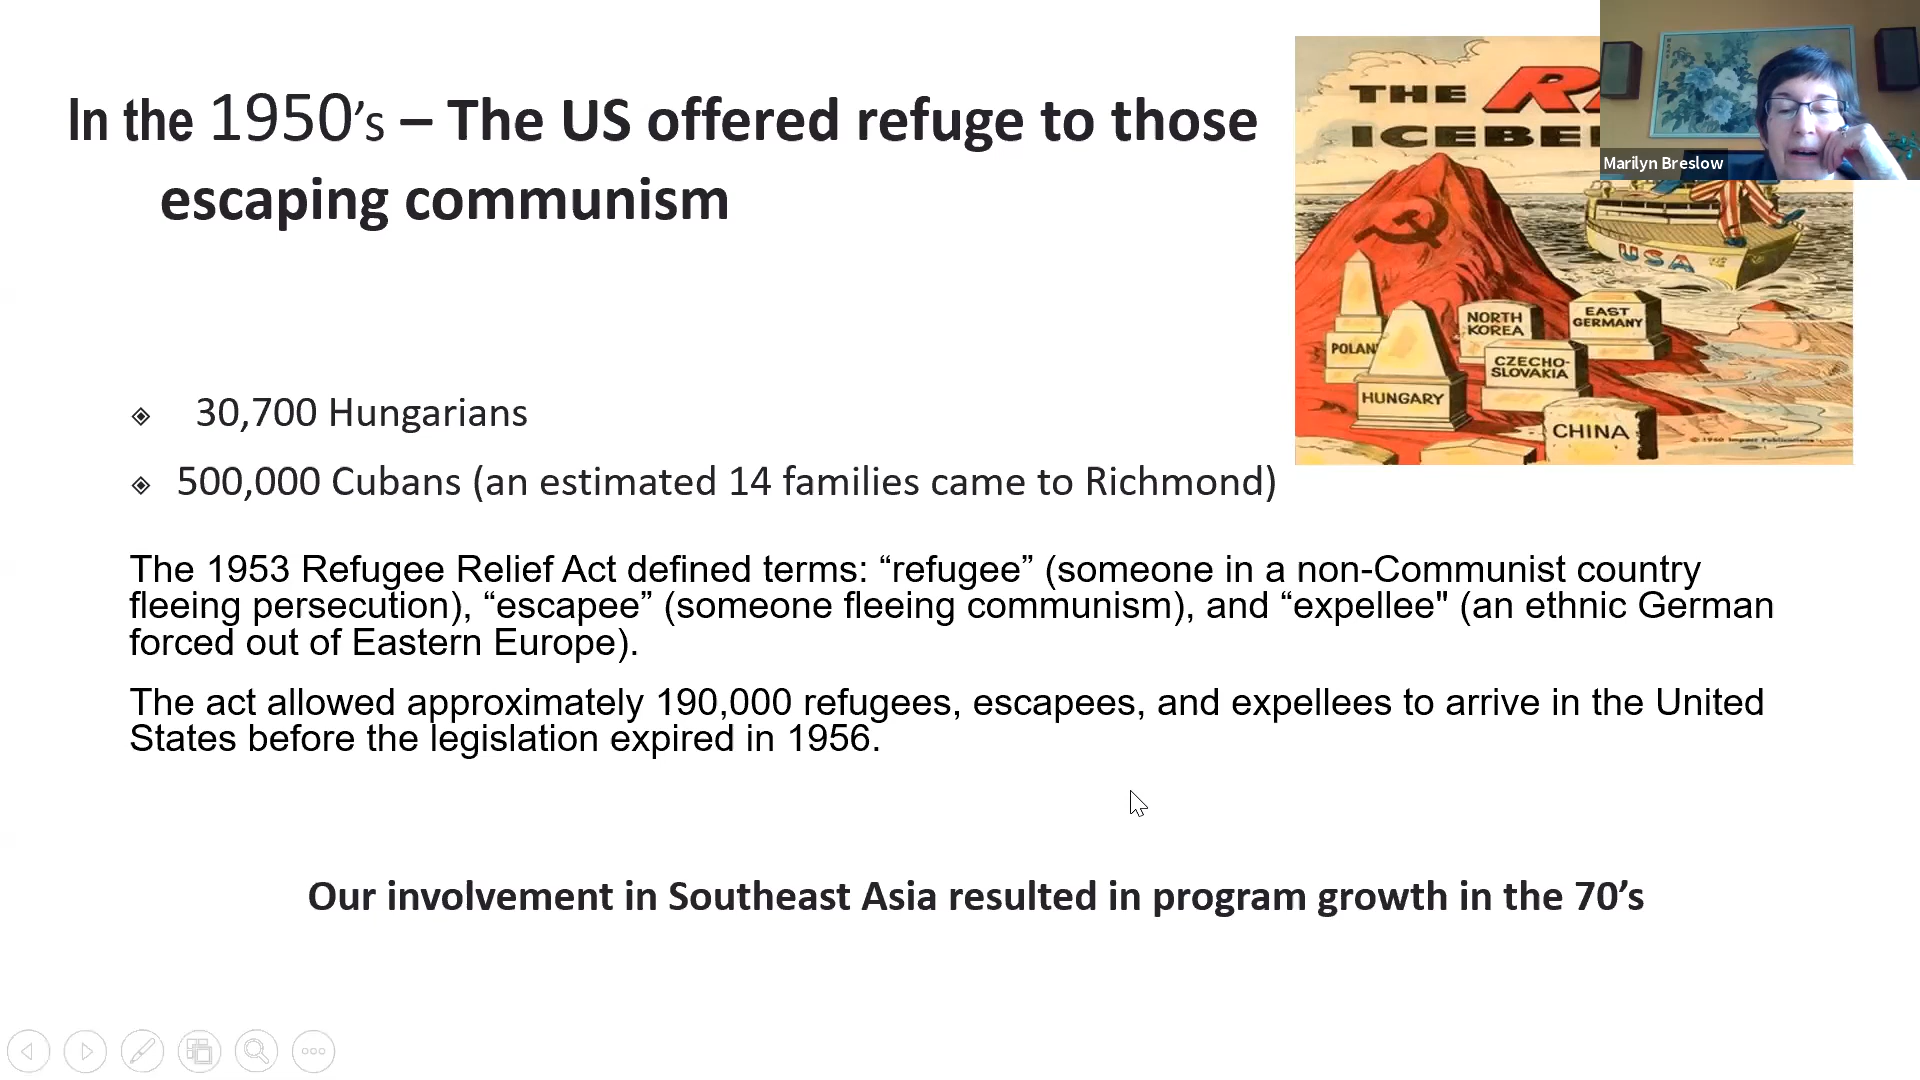 In the 1950’s – The US offered refuge to those
escaping communism
THE
ICEBE
Marilyn Breslow
USA
POLAN
HUNGARY
NORTH
KOREA
EAST
GERMANY
CZECHO-
SLOVAKIA
CHINA
© 1960 Impact Publications
30,700 Hungarians
500,000 Cubans (an estimated 14 families came to Richmond)
The 1953 Refugee Relief Act defined terms: “refugee” (someone in a non-Communist country
fleeing persecution), “escapee” (someone fleeing communism), and “expellee" (an ethnic German
forced out of Eastern Europe).
The act allowed approximately 190,000 refugees, escapees, and expellees to arrive in the United
States before the legislation expired in 1956.
Our involvement in Southeast Asia resulted in program growth in the 70’s